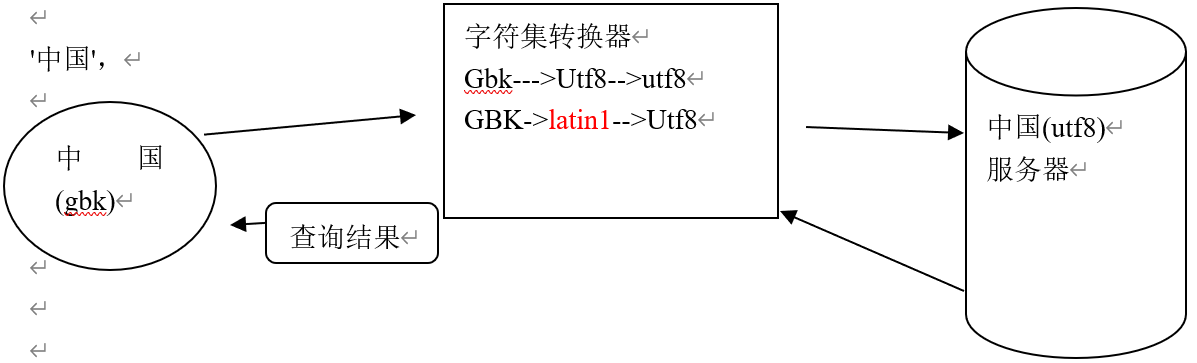 '中国',
中 国
(gbk)
字符集转换器
Gbk--->Utf8-->utf8
GBK->latin1-->Utf8
查询结果
中国(utf8)
服务器